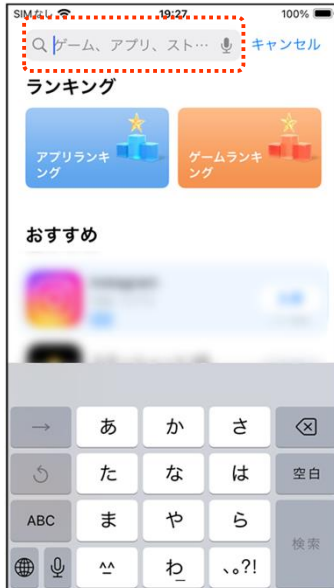 SIMなし 19:27 100%
ゲーム、アプリ、スト… キャンセル
ランキング
アプリランキ
ング
ゲームランキ
ング
おすすめ
→ あ か さ
た な は 空白
ABC ま や ら
^^ わ_ 、。?! 検索